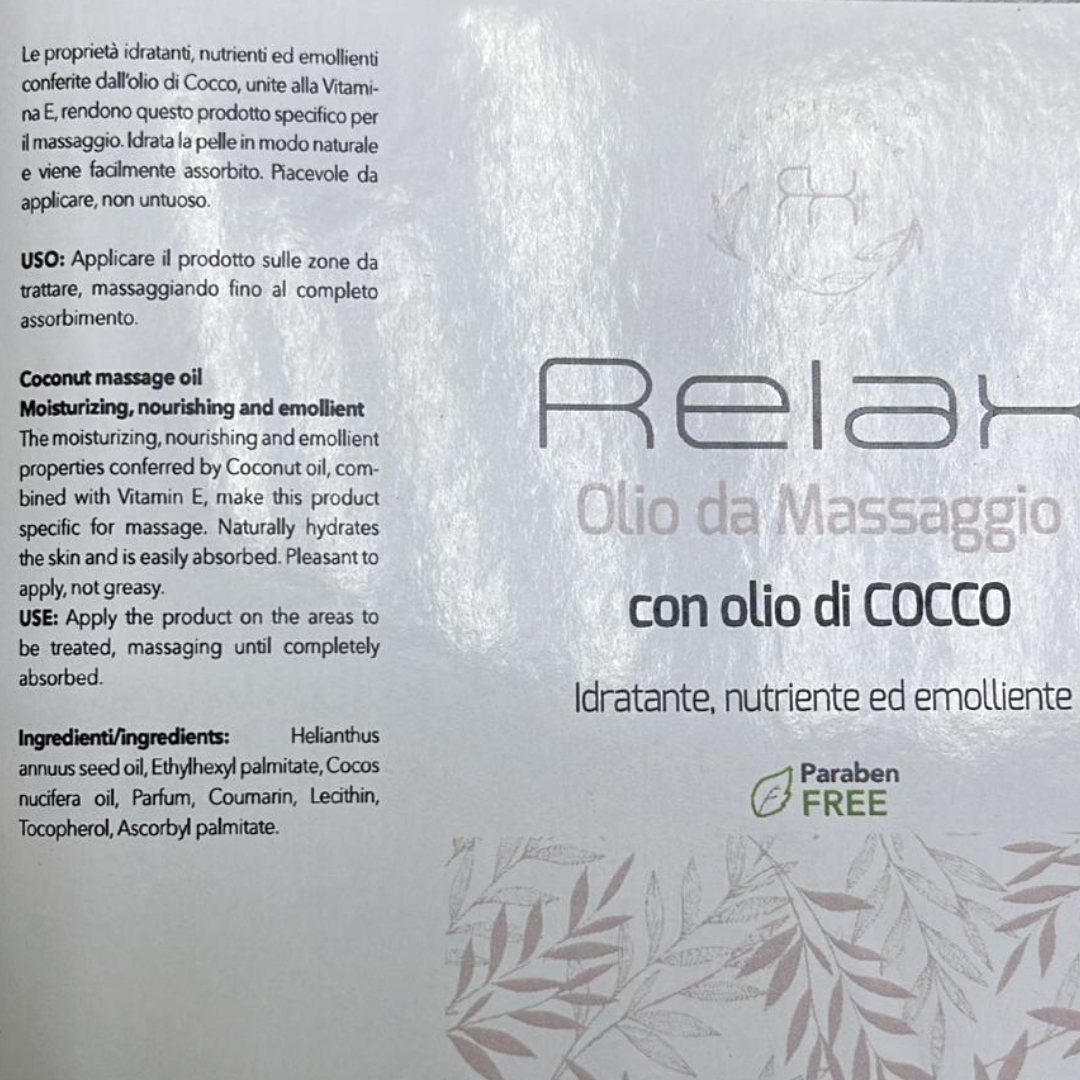 Le proprietà idratanti, nutrienti ed emollienti
conferite dall'olio di Cocco, unite alla Vitami-
na E, rendono questo prodotto specifico per
il massaggio. Idrata la pelle in modo naturale
e viene facilmente assorbito. Piacevole da
applicare, non untuoso.
USO: Applicare il prodotto sulle zone da
trattare, massaggiando fino al completo
assorbimento.
Coconut massage oil
Moisturizing, nourishing and emollient
The moisturizing, nourishing and emollient
properties conferred by Coconut oil, com-
bined with Vitamin E, make this product
specific for massage. Naturally hydrates
the skin and is easily absorbed. Pleasant to
apply, not greasy.
USE: Apply the product on the areas to
be treated, massaging until completely
absorbed.
Ingredienti/ingredients: Helianthus
annuus seed oil, Ethylhexyl palmitate, Cocos
nucifera oil, Parfum, Coumarin, Lecithin,
Tocopherol, Ascorbyl palmitate.
Relax
Olio da Massaggio
con olio di COCCO
Idratante, nutriente ed emolliente
Paraben
FREE